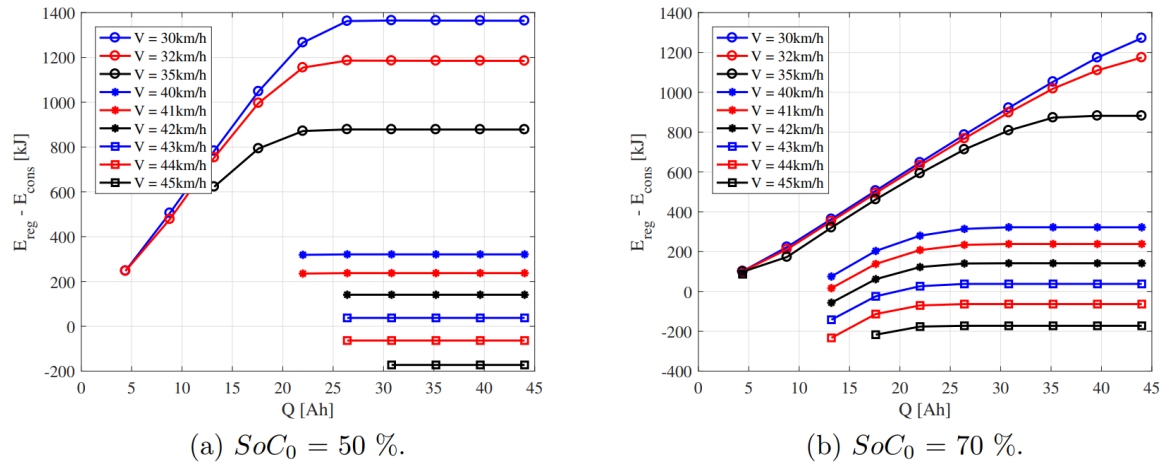 1400
1200
1000
800
600
400
200
0
-200
E_reg - E_cons [kJ]
V = 30km/h
V = 32km/h
V = 35km/h
V = 40km/h
V = 41km/h
V = 42km/h
V = 43km/h
V = 44km/h
V = 45km/h
0 5 10 15 20 25 30 35 40 45
Q [Ah]
(a) SoC_0 = 50 %.
1400
1200
1000
800
600
400
200
0
-200
-400
E_reg - E_cons [kJ]
V = 30km/h
V = 32km/h
V = 35km/h
V = 40km/h
V = 41km/h
V = 42km/h
V = 43km/h
V = 44km/h
V = 45km/h
0 5 10 15 20 25 30 35 40 45
Q [Ah]
(b) SoC_0 = 70 %.